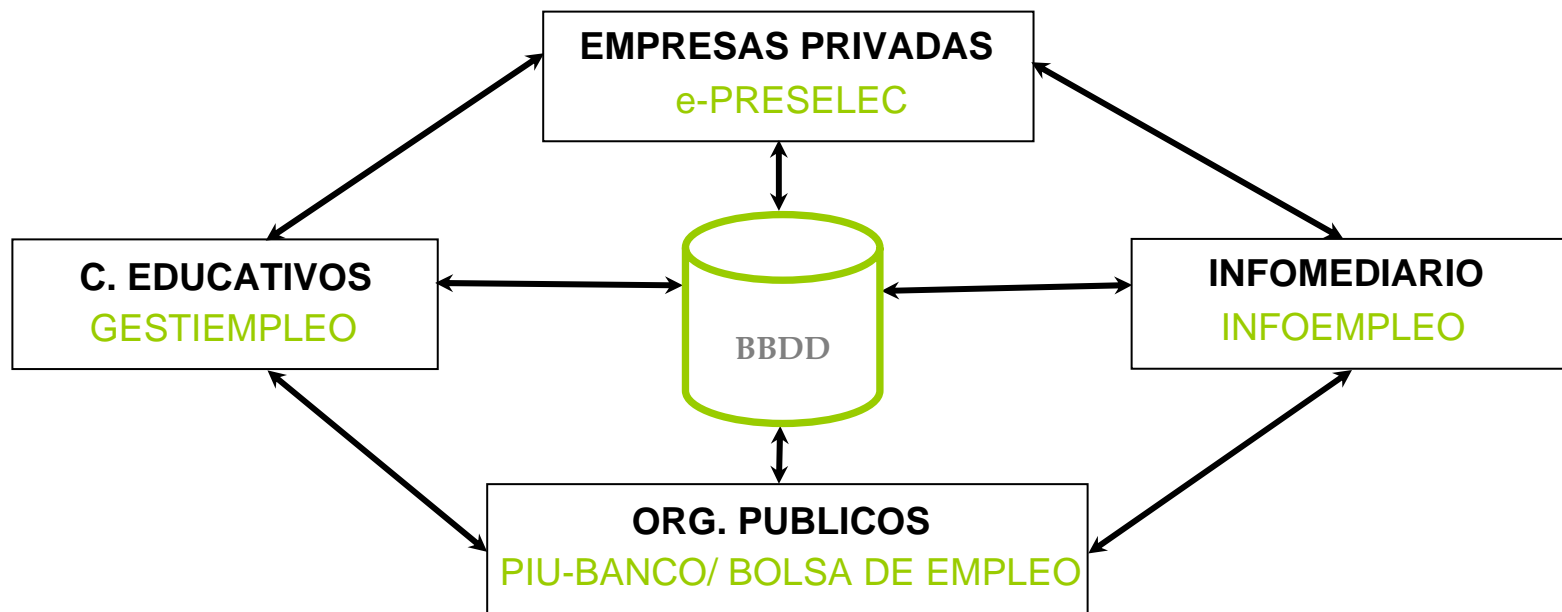 EMPRESAS PRIVADAS
e-PRESELEC
C. EDUCATIVOS
GESTIEMPLEO
BBDD
INFOMEDIARIO
INFOEMPLEO
ORG. PUBLICOS
PIU-BANCO/ BOLSA DE EMPLEO